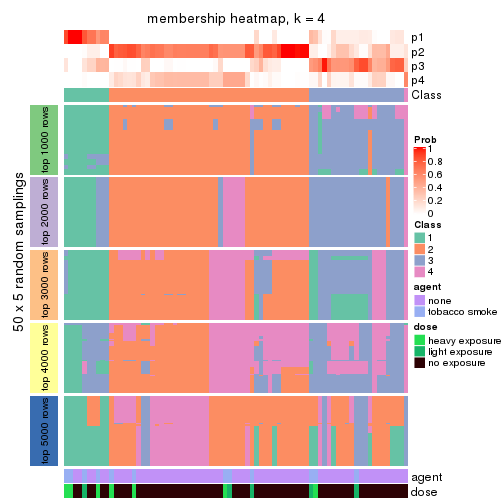 membership heatmap, k = 4
p1
p2
p3
p4
Class
50 x 5 random samplings
top 1000 rows
top 2000 rows
top 3000 rows
top 4000 rows
top 5000 rows
agent
dose
Prob
1
0.8
0.6
0.4
0.2
0
Class
1
2
3
4
agent
none
tobacco smoke
dose
heavy exposure
light exposure
no exposure